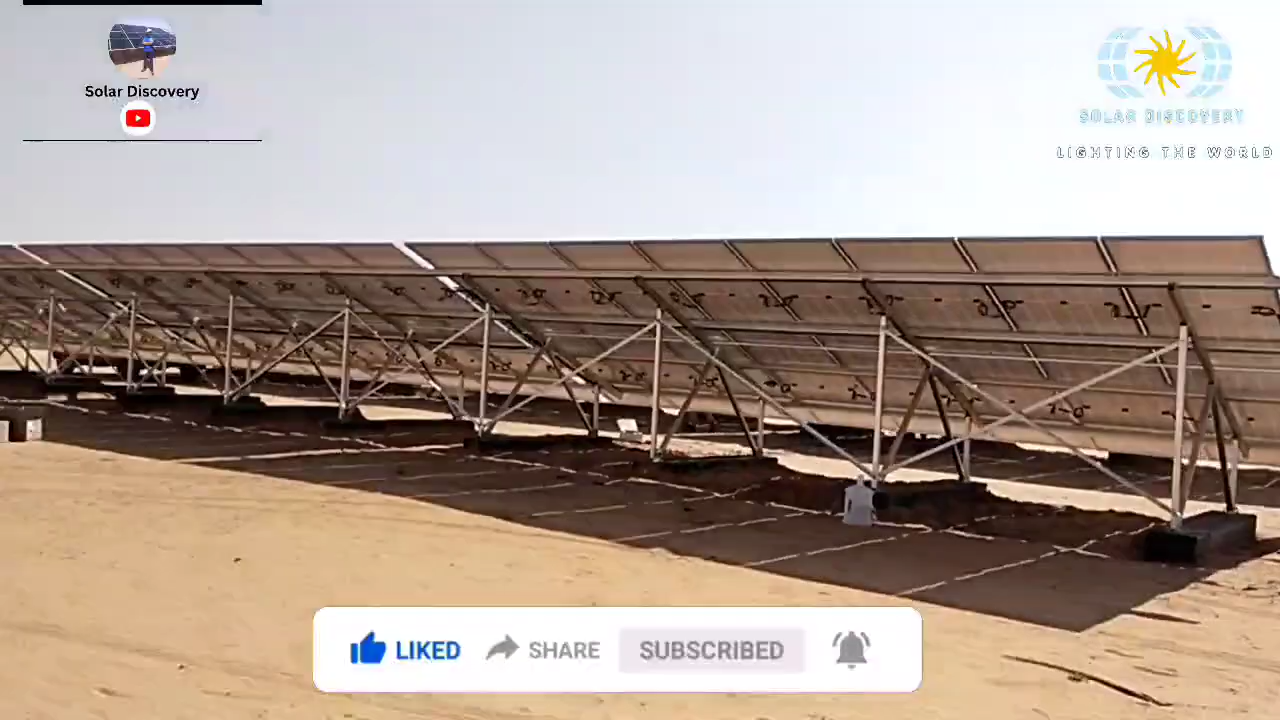 Solar Discovery
SOLAR DISCOVERY
LIGHTING THE WORLD
LIKED SHARE SUBSCRIBED